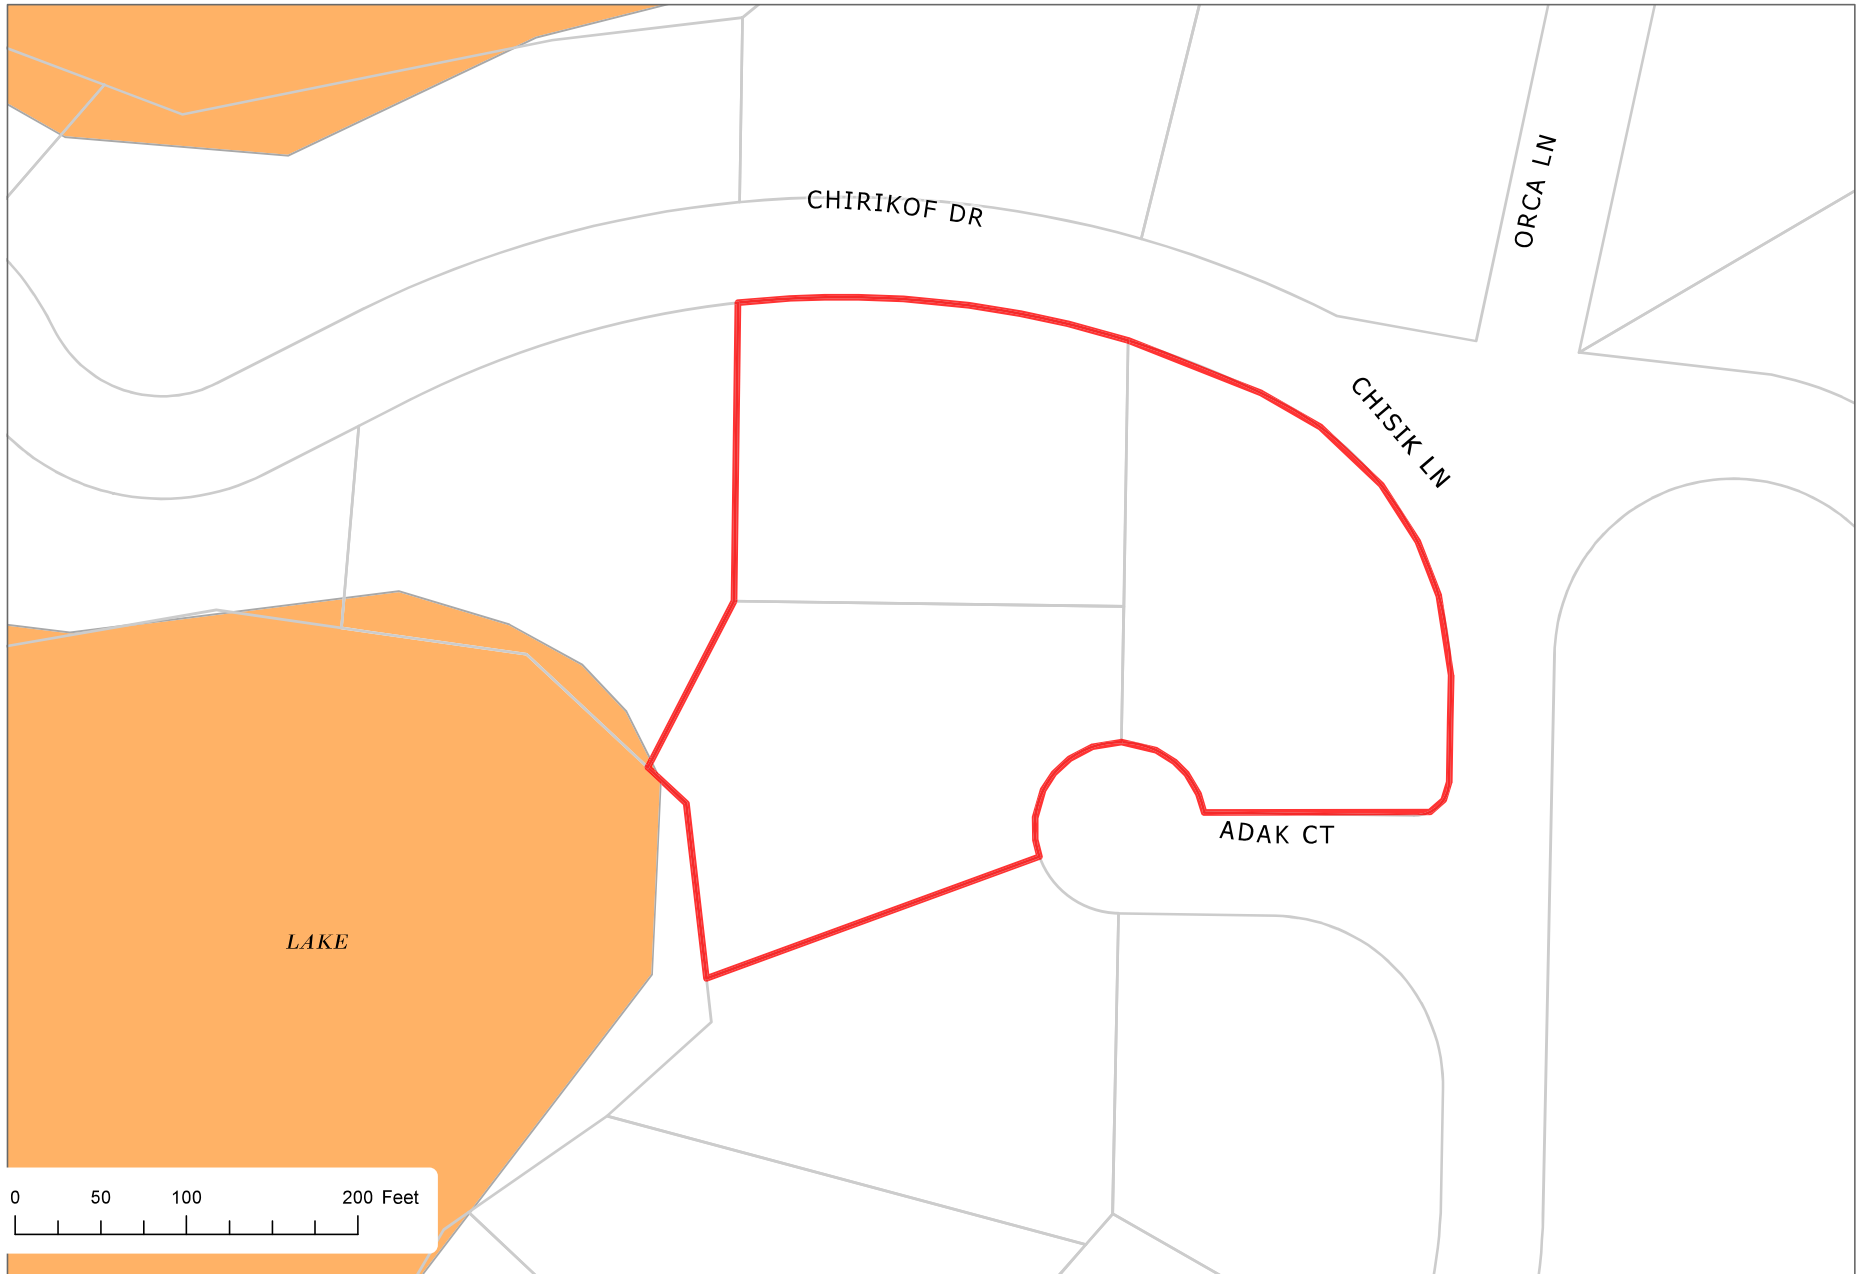 CHIRIKOF DR
ORCA LN
CHISIK LN
ADAK CT
LAKE
0 50 100 200 Feet